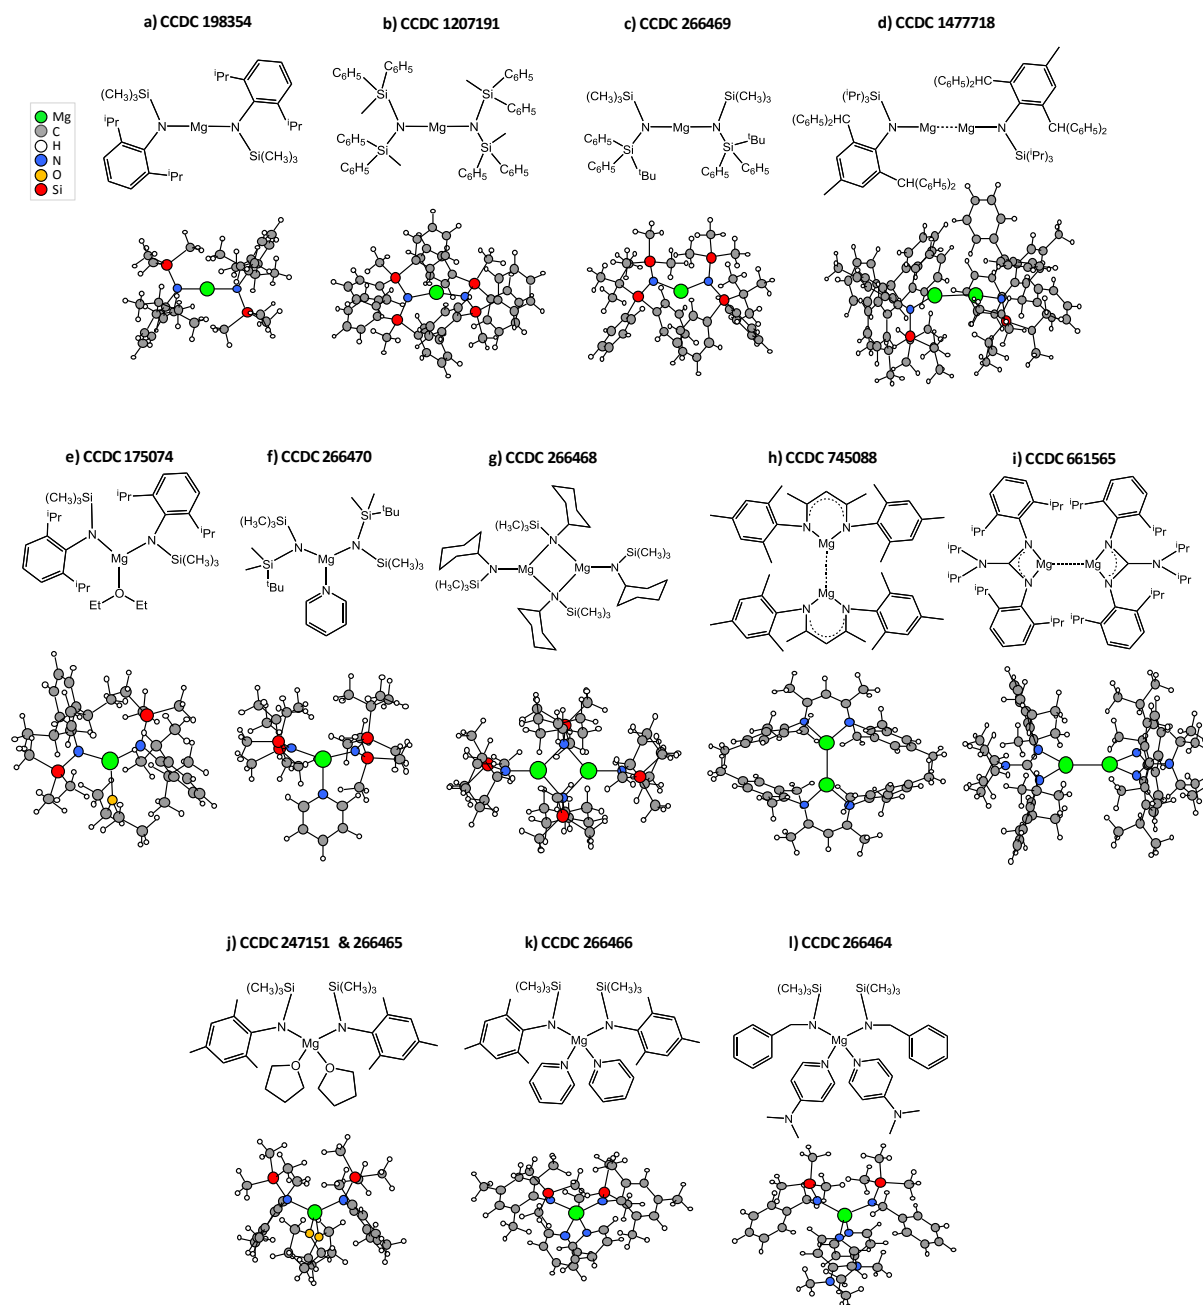 a) CCDC 198354
b) CCDC 1207191
c) CCDC 266469
d) CCDC 1477718
Mg
C
H
N
O
Si
(CH₃)₃Si
ⁱPr
N
Mg
N
ⁱPr
ⁱPr
ⁱPr
Si(CH₃)₃
C₆H₅
C₆H₅
Si
C₆H₅
Si
C₆H₅
N
Mg
N
C₆H₅
Si
C₆H₅
Si
C₆H₅
C₆H₅
(CH₃)₃Si
Si(CH₃)₃
N
Mg
N
C₆H₅
Si
C₆H₅
ᵗBu
ᵗBu
Si
C₆H₅
C₆H₅
(C₆H₅)₂HC
(ⁱPr)₃Si
(C₆H₅)₂HC
N
Mg
Mg
N
CH(C₆H₅)₂
Si(ⁱPr)₃
CH(C₆H₅)₂
e) CCDC 175074
f) CCDC 266470
g) CCDC 266468
h) CCDC 745088
i) CCDC 661565
(CH₃)₃Si
ⁱPr
ⁱPr
N
Mg
N
ⁱPr
Si(CH₃)₃
ⁱPr
O
Et
Et
(H₃C)₃Si
Si
ᵗBu
N
Mg
N
Si
ᵗBu
Si(CH₃)₃
N
(H₃C)₃Si
N
N
Si(CH₃)₃
N
Mg
Mg
N
(H₃C)₃Si
N
Si(CH₃)₃
N
N
Mg
Mg
N
N
ⁱPr
ⁱPr
ⁱPr
ⁱPr
N
N
ⁱPr
ⁱPr
N
Mg
Mg
N
ⁱPr
ⁱPr
N
N
ⁱPr
ⁱPr
ⁱPr
ⁱPr
j) CCDC 247151 & 266465
k) CCDC 266466
l) CCDC 266464
(CH₃)₃Si
Si(CH₃)₃
N
N
Mg
O
O
(CH₃)₃Si
Si(CH₃)₃
N
N
Mg
N
N
(CH₃)₃Si
Si(CH₃)₃
N
N
Mg
N
N
N
N